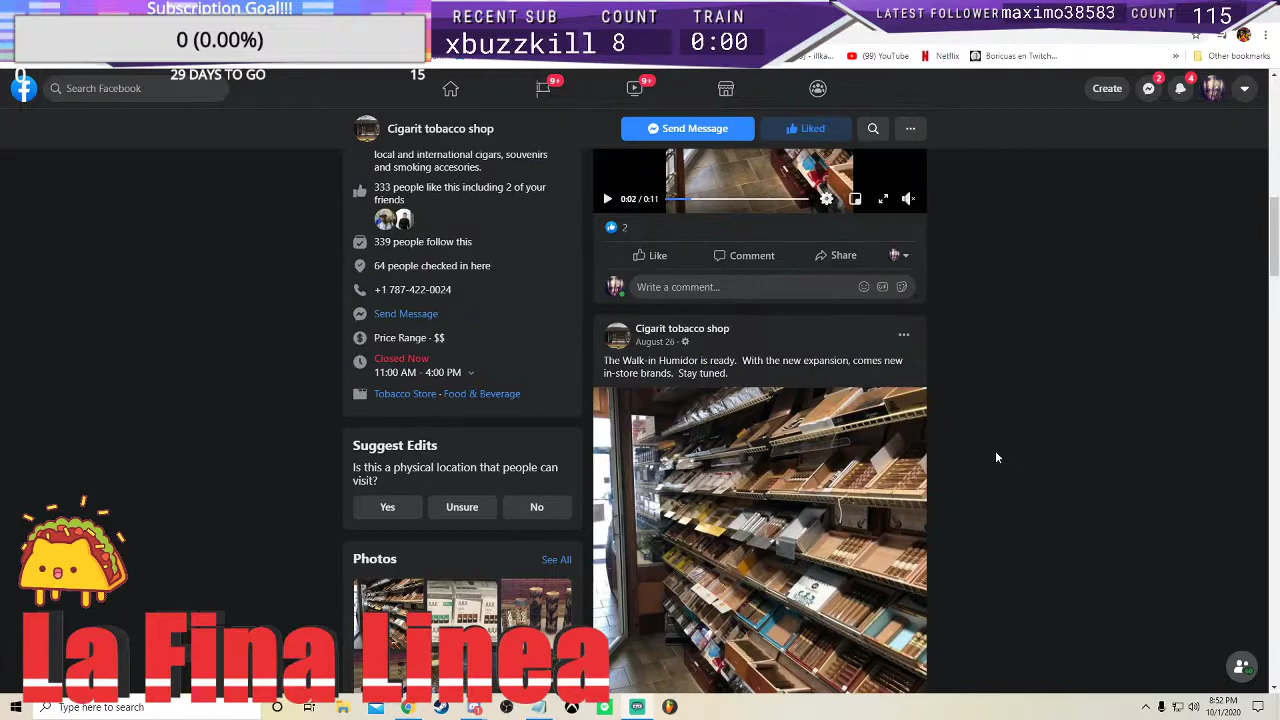 Subscription Goal!!!
0 (0.00%)
0
29 DAYS TO GO
15
RECENT SUB
COUNT
TRAIN
xbuzzkill
8
0:00
LATEST FOLLOWER
maximo38583
COUNT
115
- illka...
(99) YouTube
Netflix
Boricuas en Twitch...
»
Other bookmarks
Search Facebook
9+
9+
Create
2
4
Cigarit tobacco shop
Send Message
Liked
local and international cigars, souvenirs
and smoking accesories.
333 people like this including 2 of your
friends
339 people follow this
64 people checked in here
+1 787-422-0024
Send Message
Price Range · $$
Closed Now
11:00 AM - 4:00 PM
Tobacco Store · Food & Beverage
Suggest Edits
Is this a physical location that people can
visit?
Yes
Unsure
No
Photos
See All
0:02 / 0:11
2
Like
Comment
Share
Write a comment...
GIF
Cigarit tobacco shop
August 26 ·
The Walk-in Humidor is ready. With the new expansion, comes new
in-store brands. Stay tuned.
La Fina Linea
Type here to search
8:52 PM
10/1/2020